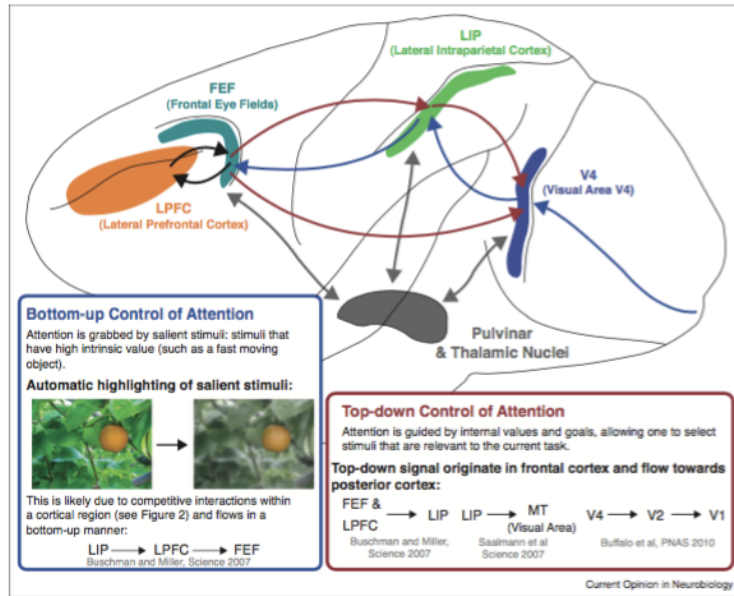 LIP
(Lateral Intraparietal Cortex)
FEF
(Frontal Eye Fields)
V4
(Visual Area V4)
LPFC
(Lateral Prefrontal Cortex)
Pulvinar
& Thalamic Nuclei
Bottom-up Control of Attention
Attention is grabbed by salient stimuli: stimuli that
have high intrinsic value (such as a fast moving
object).
Automatic highlighting of salient stimuli:
This is likely due to competitive interactions within
a cortical region (see Figure 2) and flows in a
bottom-up manner:
LIP → LPFC → FEF
Buschman and Miller, Science 2007
Top-down Control of Attention
Attention is guided by internal values and goals, allowing one to select
stimuli that are relevant to the current task.
Top-down signal originate in frontal cortex and flow towards
posterior cortex:
FEF &
LPFC → LIP
Buschman and Miller,
Science 2007
LIP → MT
(Visual Area)
Saalmann et al
Science 2007
V4 → V2 → V1
Buffalo et al, PNAS 2010
Current Opinion in Neurobiology